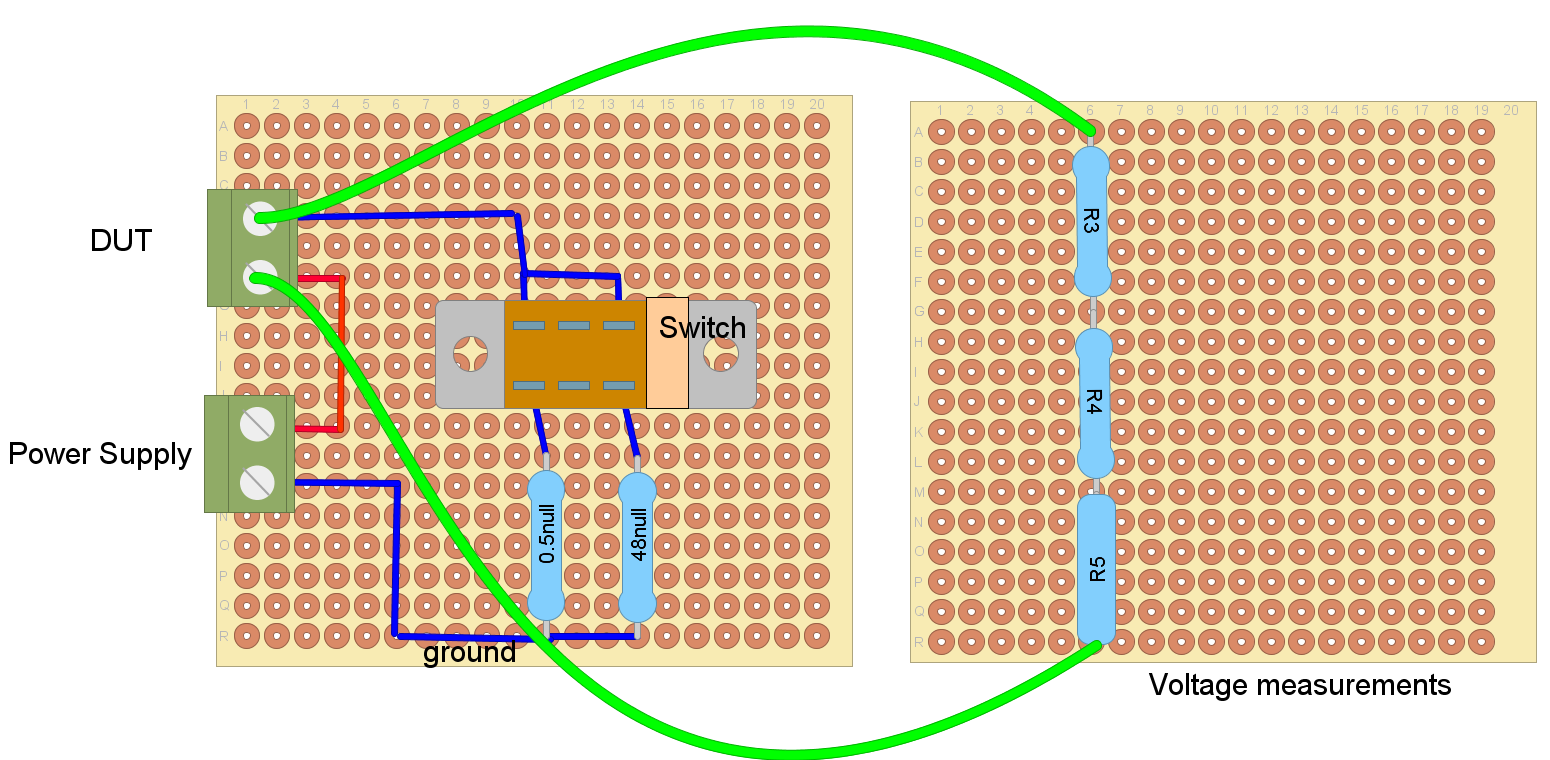 1 2 3 4 5 6 7 8 9 10 11 12 13 14 15 16 17 18 19 20
A
B
C
H
I
N
O
P
Q
R
DUT
Power Supply
Switch
0.5null
48null
ground
1 2 3 4 6 7 8 9 10 11 12 13 14 15 16 17 18 19 20
A
B
C
D
E
F
G
H
I
J
K
L
M
N
O
P
Q
R
R3
R4
R5
Voltage measurements